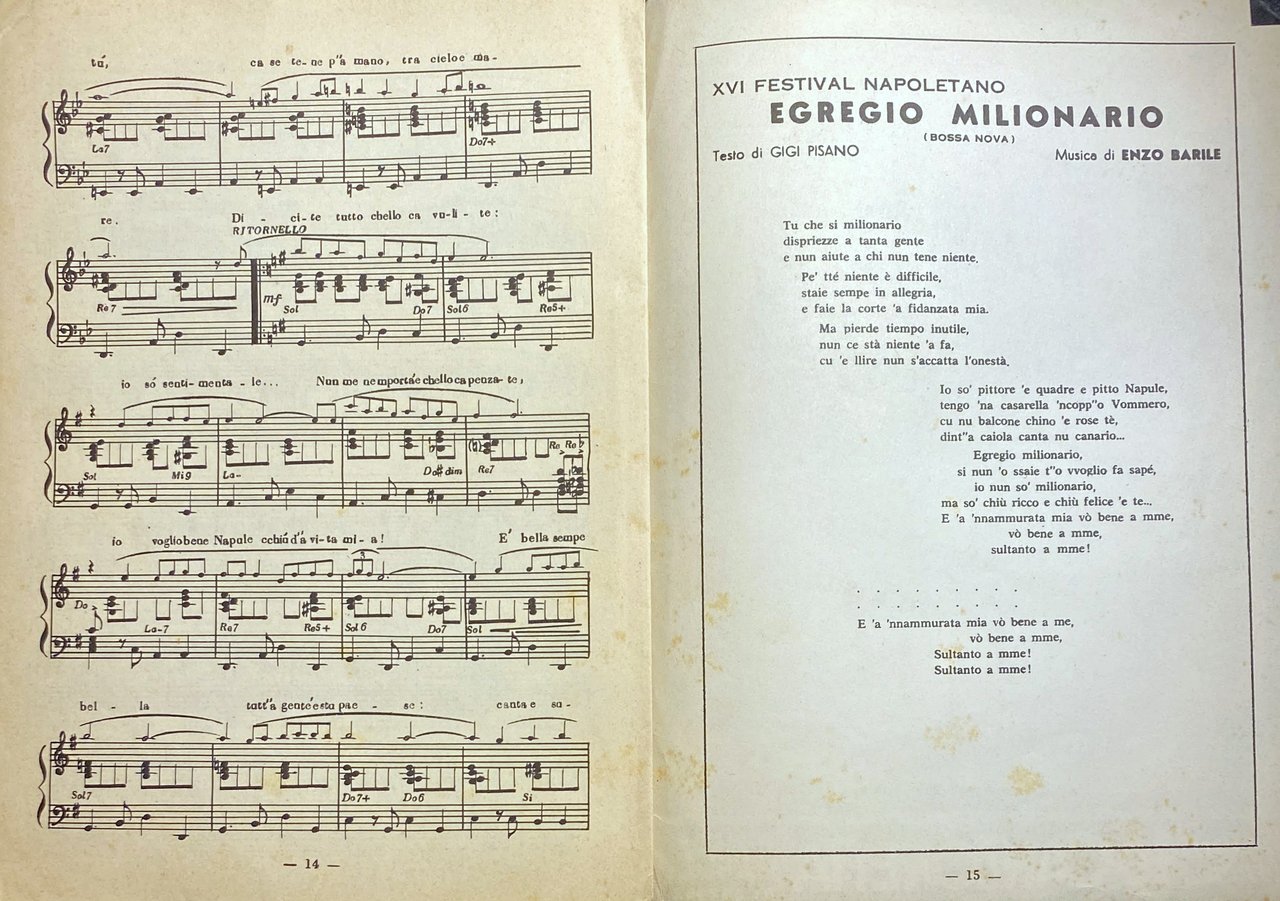 tú, ca se te-ne p'a mano, tra cieloe ma-
La7 Do7+
re. Di - ci-te tutto chello ca vu-li-te:
RITORNELLO
mf
Re7 Sol Do7 Sol6 Re5+
io só senti-menta-le... Nun me ne mporta'e chello ca penza-te,
Sol Mi9 La- Do#dim Re7 Re Reb
io voglio bene Napule cchiú d'á vi-ta mi-a! E' bella sempe
3
Do La-7 Re7 Re5+ Sol6 Do7 Sol
bel - la tutt''a gente'e stu pae - se: canta e so-
Sol7 Do7+ Do6 Si
— 14 —
XVI FESTIVAL NAPOLETANO
EGREGIO MILIONARIO
(BOSSA NOVA)
Testo di GIGI PISANO Musica di ENZO BARILE
Tu che si milionario
dispriezze a tanta gente
e nun aiute a chi nun tene niente.
Pe' tté niente è difficile,
staie sempe in allegria,
e faie la corte 'a fidanzata mia.
Ma pierde tiempo inutile,
nun ce stà niente 'a fa,
cu 'e llire nun s'accatta l'onestà.
Io so' pittore 'e quadre e pitto Napule,
tengo 'na casarella 'ncopp''o Vommero,
cu nu balcone chino 'e rose tè,
dint''a caiola canta nu canario...
Egregio milionario,
si nun 'o ssaie t''o vvoglio fa sapé,
io nun so' milionario,
ma so' chiù ricco e chiù felice 'e te...
E 'a 'nnammurata mia vò bene a mme,
vò bene a mme,
sultanto a mme!
. . . . . . . . .
. . . . . . . . .
E 'a 'nnammurata mia vò bene a me,
vò bene a mme,
Sultanto a mme!
Sultanto a mme!
— 15 —